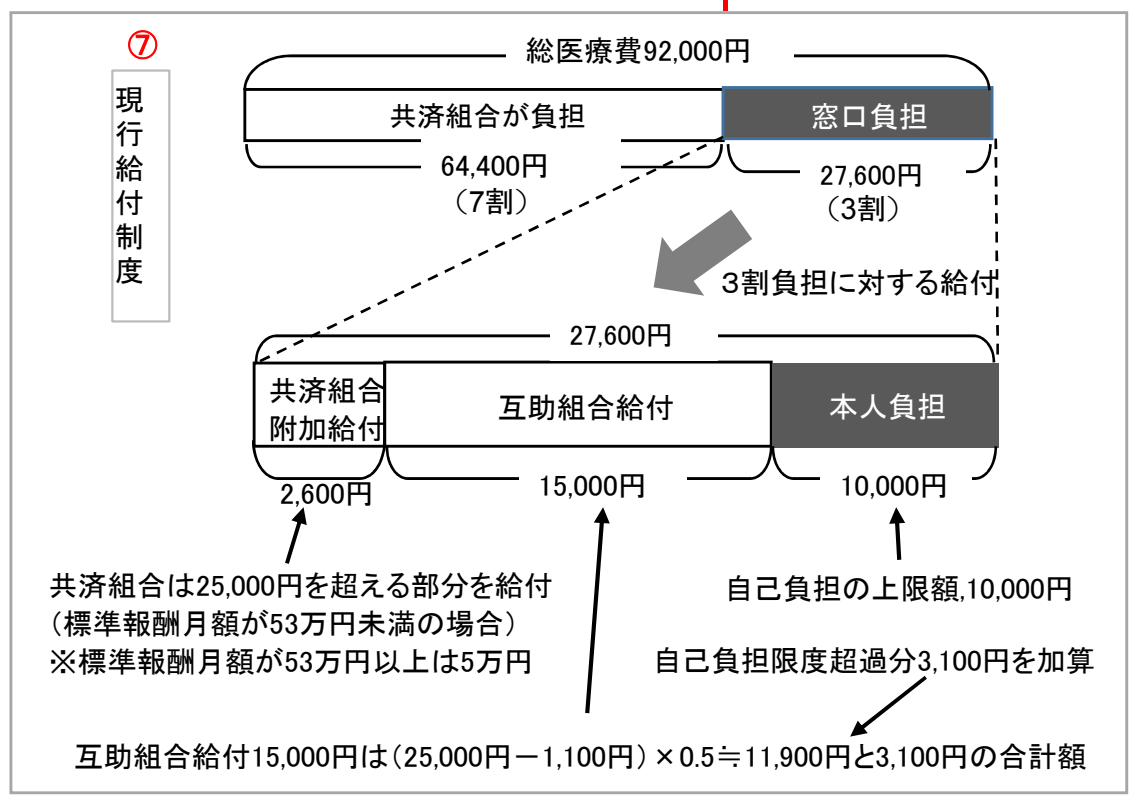 ⑦
現行給付制度
総医療費92,000円
共済組合が負担
窓口負担
64,400円
（7割）
27,600円
（3割）
３割負担に対する給付
27,600円
共済組合
附加給付
互助組合給付
本人負担
2,600円
15,000円
10,000円
共済組合は25,000円を超える部分を給付
（標準報酬月額が53万円未満の場合）
※標準報酬月額が53万円以上は5万円
自己負担の上限額,10,000円
自己負担限度超過分3,100円を加算
互助組合給付15,000円は（25,000円－1,100円）×0.5≒11,900円と3,100円の合計額